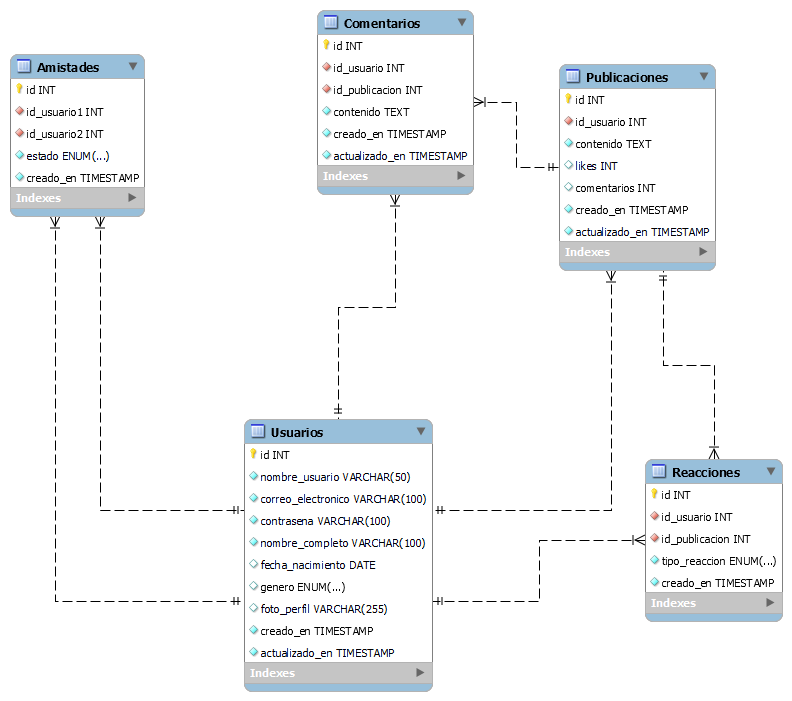 Amistades
id INT
id_usuario1 INT
id_usuario2 INT
estado ENUM(...)
creado_en TIMESTAMP
Indexes
Comentarios
id INT
id_usuario INT
id_publicacion INT
contenido TEXT
creado_en TIMESTAMP
actualizado_en TIMESTAMP
Indexes
Publicaciones
id INT
id_usuario INT
contenido TEXT
likes INT
comentarios INT
creado_en TIMESTAMP
actualizado_en TIMESTAMP
Indexes
Usuarios
id INT
nombre_usuario VARCHAR(50)
correo_electronico VARCHAR(100)
contrasena VARCHAR(100)
nombre_completo VARCHAR(100)
fecha_nacimiento DATE
genero ENUM(...)
foto_perfil VARCHAR(255)
creado_en TIMESTAMP
actualizado_en TIMESTAMP
Indexes
Reacciones
id INT
id_usuario INT
id_publicacion INT
tipo_reaccion ENUM(...)
creado_en TIMESTAMP
Indexes